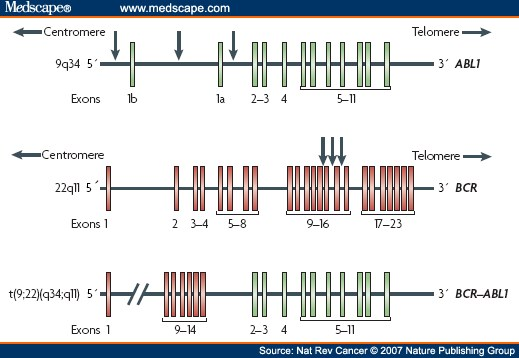 Medscape® www.medscape.com
Centromere Telomere
9q34 5´ 3´ ABL1
Exons 1b 1a 2–3 4 5–11
Centromere Telomere
22q11 5´ 3´ BCR
Exons 1 2 3–4 5–8 9–16 17–23
t(9;22)(q34;q11) 5´ 3´ BCR–ABL1
Exons 1 9–14 2–3 4 5–11
Source: Nat Rev Cancer © 2007 Nature Publishing Group